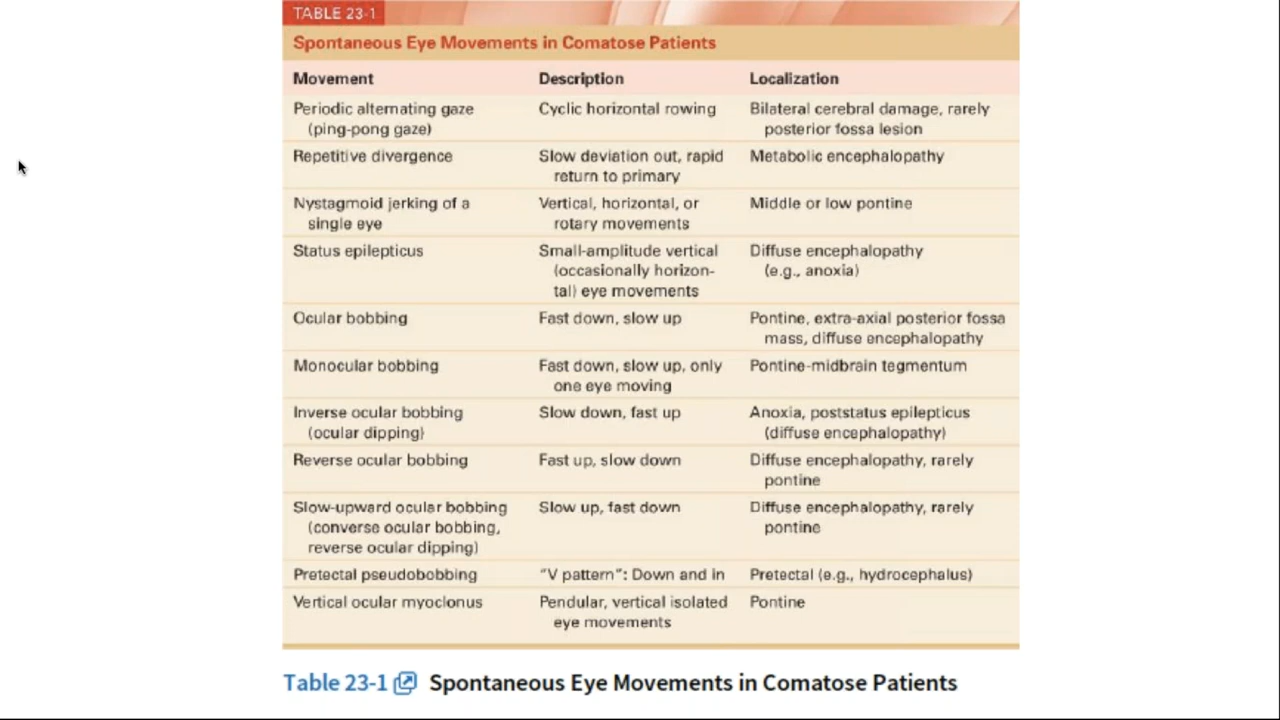 TABLE 23-1
Spontaneous Eye Movements in Comatose Patients
Movement Description Localization
Periodic alternating gaze Cyclic horizontal rowing Bilateral cerebral damage, rarely
(ping-pong gaze) posterior fossa lesion
Repetitive divergence Slow deviation out, rapid Metabolic encephalopathy
return to primary
Nystagmoid jerking of a Vertical, horizontal, or Middle or low pontine
single eye rotary movements
Status epilepticus Small-amplitude vertical Diffuse encephalopathy
(occasionally horizon- (e.g., anoxia)
tal) eye movements
Ocular bobbing Fast down, slow up Pontine, extra-axial posterior fossa
mass, diffuse encephalopathy
Monocular bobbing Fast down, slow up, only Pontine-midbrain tegmentum
one eye moving
Inverse ocular bobbing Slow down, fast up Anoxia, poststatus epilepticus
(ocular dipping) (diffuse encephalopathy)
Reverse ocular bobbing Fast up, slow down Diffuse encephalopathy, rarely
pontine
Slow-upward ocular bobbing Slow up, fast down Diffuse encephalopathy, rarely
(converse ocular bobbing, pontine
reverse ocular dipping)
Pretectal pseudobobbing "V pattern": Down and in Pretectal (e.g., hydrocephalus)
Vertical ocular myoclonus Pendular, vertical isolated Pontine
eye movements
Table 23-1 Spontaneous Eye Movements in Comatose Patients